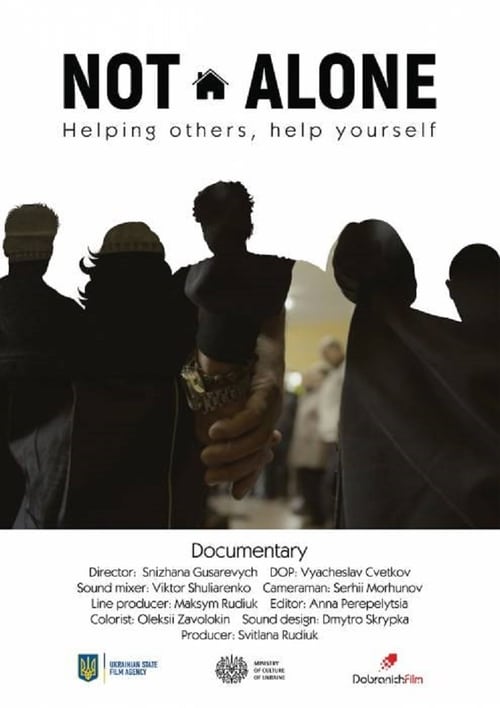 NOT ALONE
Helping others, help yourself
Documentary
Director: Snizhana Gusarevych DOP: Vyacheslav Cvetkov
Sound mixer: Viktor Shuliarenko Cameraman: Serhii Morhunov
Line producer: Maksym Rudiuk Editor: Anna Perepelytsia
Colorist: Oleksii Zavolokin Sound design: Dmytro Skrypka
Producer: Svitlana Rudiuk
UKRAINIAN STATE
FILM AGENCY
MINISTRY
OF CULTURE
OF UKRAINE
DobranichFilm